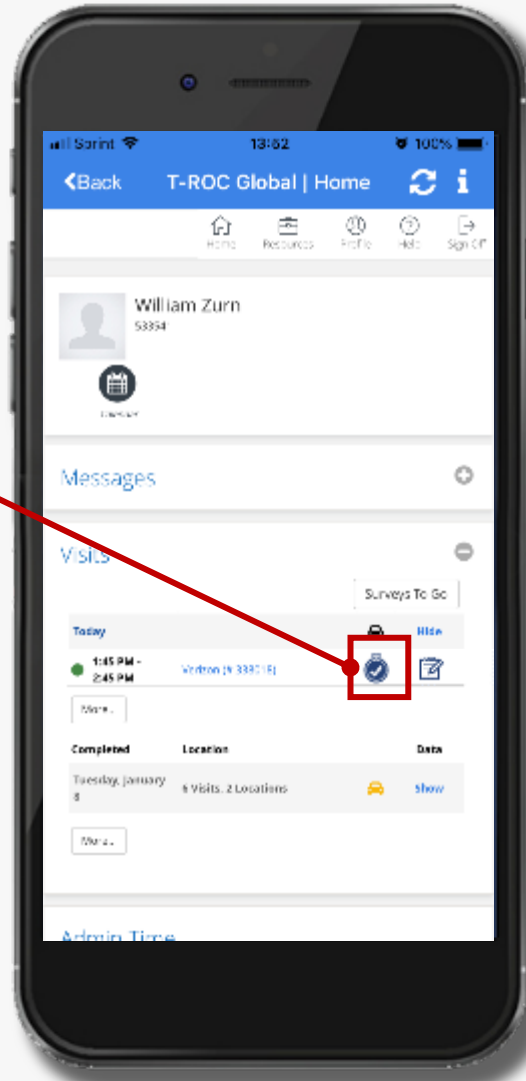 Sprint 13:52 100%
Back T-ROC Global | Home i
Home Resources Profile Help Sign Off
William Zurn
Messages
Visits
Surveys To Go
Today Hide
1:45 PM -
2:45 PM
Verizon
More..
Completed Location Data
Tuesday, January
8
6 Visits, 2 Locations Show
More..
Admin Time